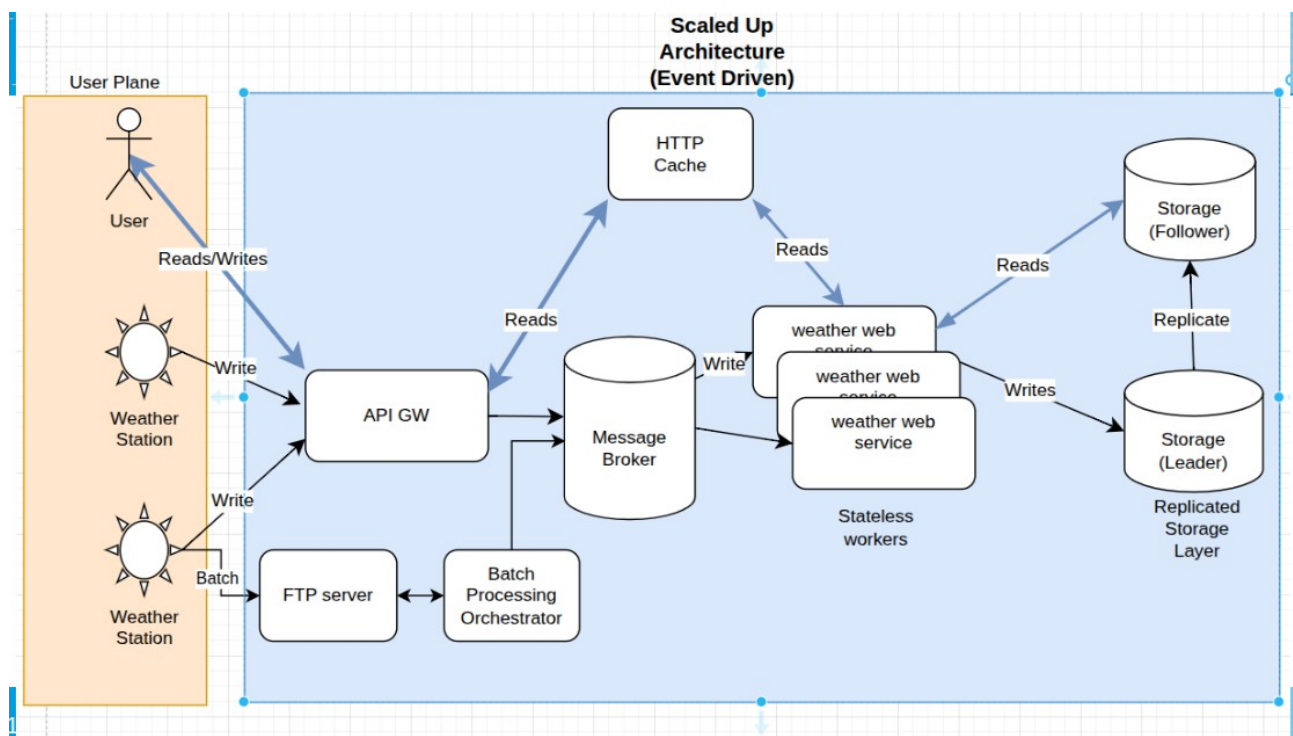 Scaled Up
Architecture
(Event Driven)
User Plane
User
Reads/Writes
Write
Weather
Station
Write
Batch
Weather
Station
HTTP
Cache
Reads
Reads
API GW
Message
Broker
Write
weather web
service
weather web
service
weather web
service
Stateless
workers
FTP server
Batch
Processing
Orchestrator
Reads
Writes
Storage
(Follower)
Replicate
Storage
(Leader)
Replicated
Storage
Layer